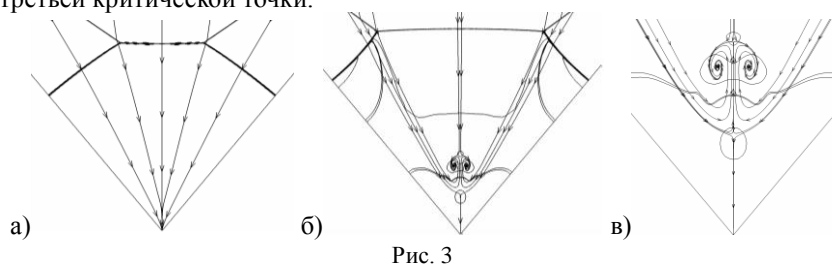 третьей критической точки.
а) б) в)
Рис. 3